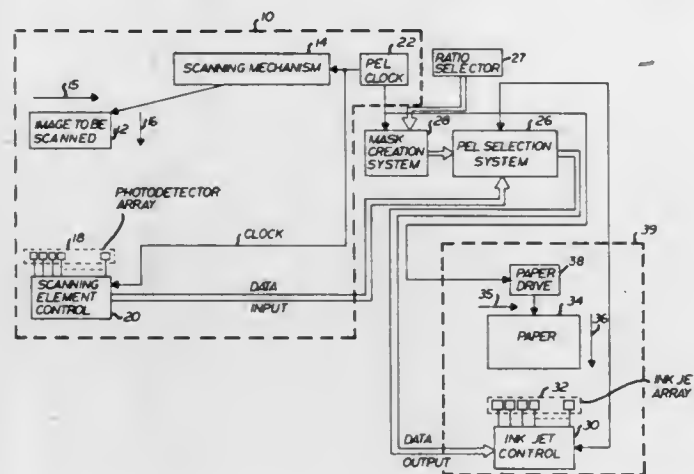 10
14
22
RATIO
SELECTOR
27
SCANNING MECHANISM
PEL
CLOCK
15
IMAGE TO BE
SCANNED
12
16
28
MASK
CREATION
SYSTEM
26
PEL SELECTION
SYSTEM
PHOTODETECTOR
ARRAY
18
CLOCK
39
SCANNING
ELEMENT
CONTROL
20
DATA
INPUT
38
PAPER
DRIVE
35
34
36
PAPER
32
INK JE
ARRAY
30
DATA
OUTPUT
INK JET
CONTROL